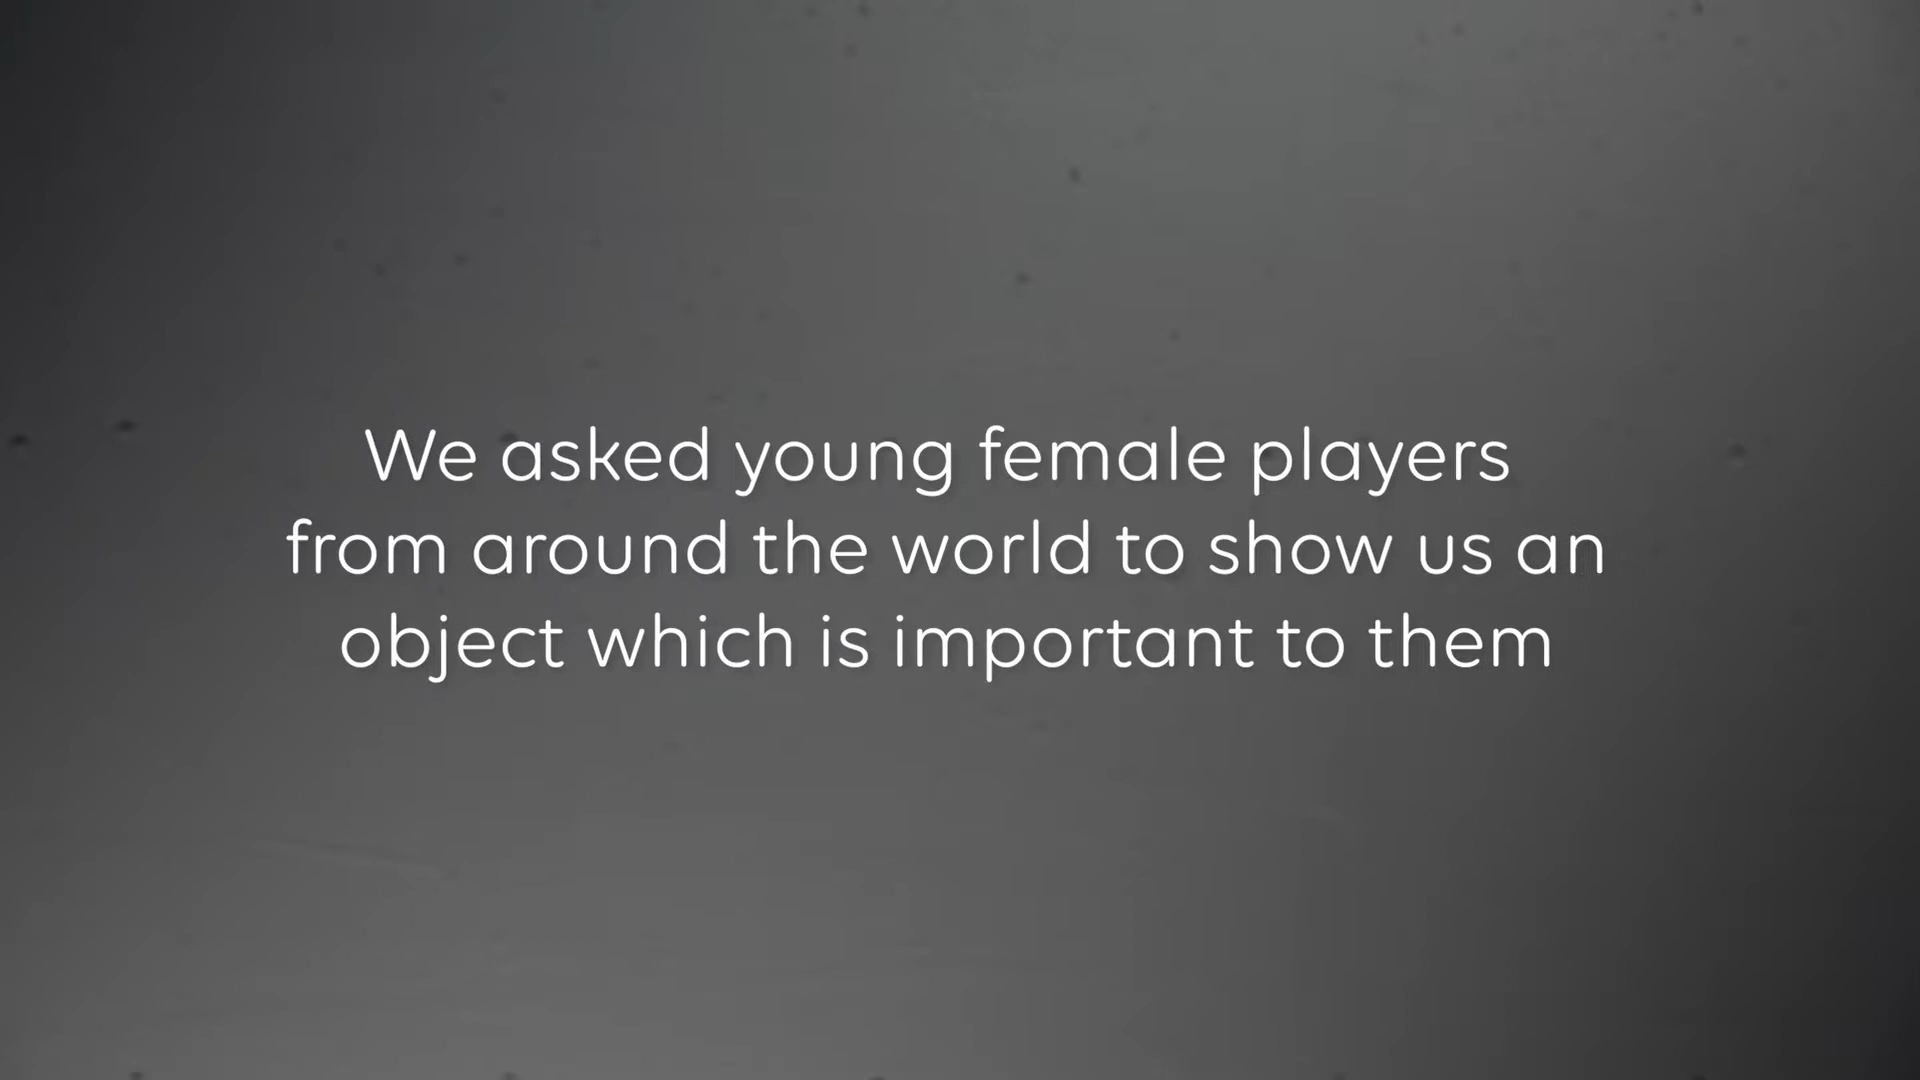 We asked young female players
from around the world to show us an
object which is important to them